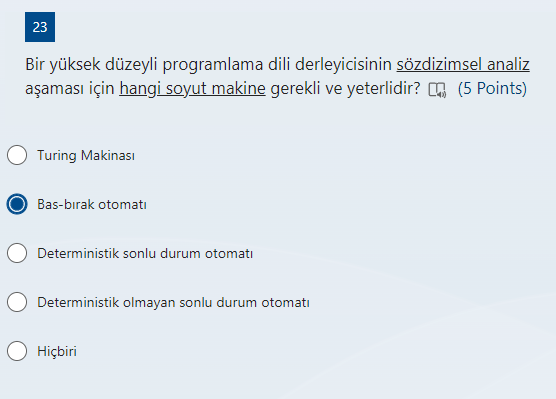 23
Bir yüksek düzeyli programlama dili derleyicisinin sözdizimsel analiz
aşaması için hangi soyut makine gerekli ve yeterlidir? (5 Points)
Turing Makinası
Bas-bırak otomatı
Deterministik sonlu durum otomatı
Deterministik olmayan sonlu durum otomatı
Hiçbiri